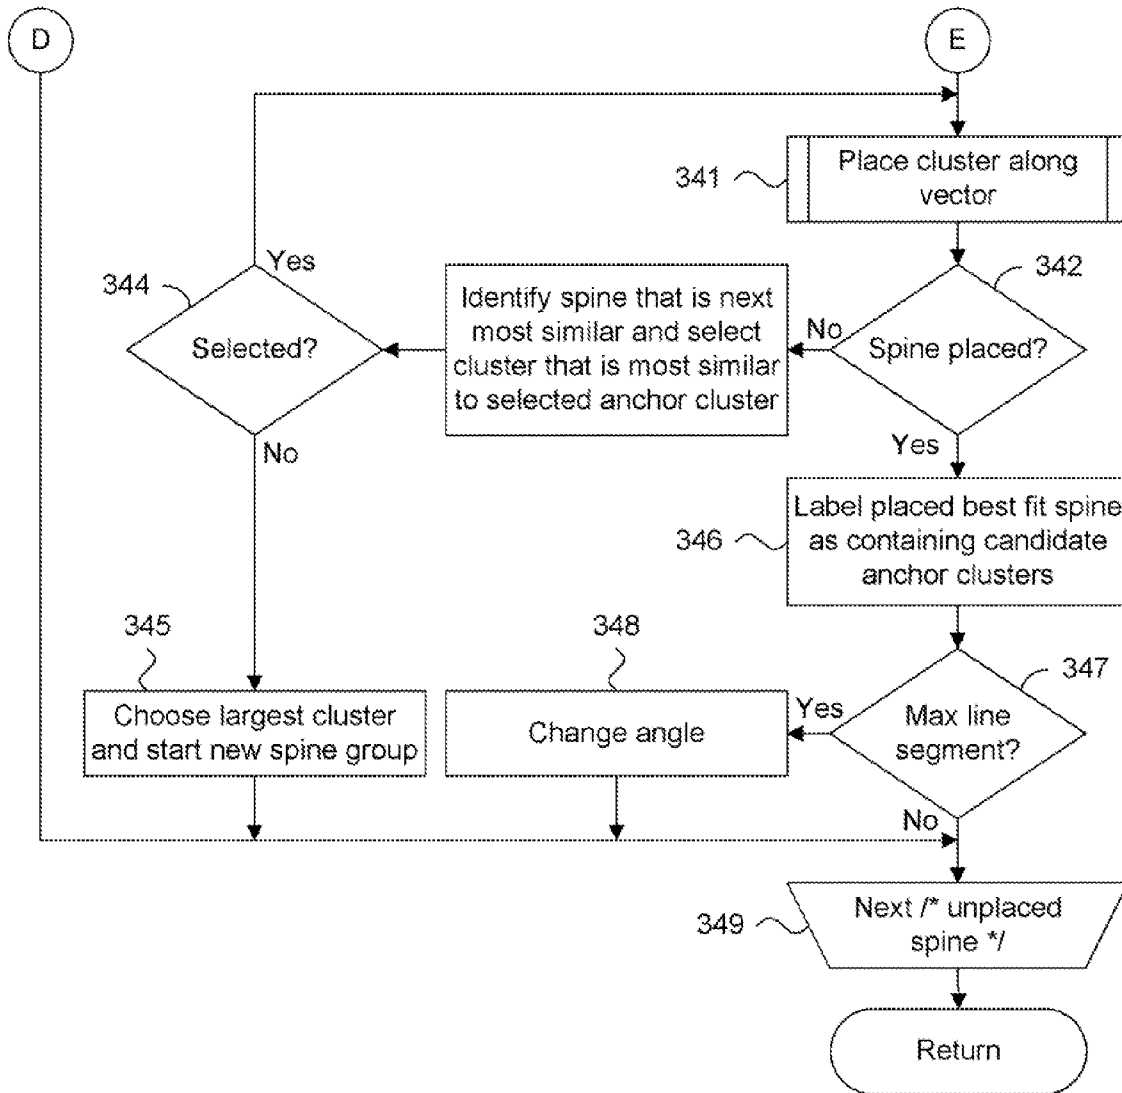 D
E
341
Place cluster along
vector
344
Yes
Selected?
No
Identify spine that is next
most similar and select
cluster that is most similar
to selected anchor cluster
No
342
Spine placed?
Yes
346
Label placed best fit spine
as containing candidate
anchor clusters
345
Choose largest cluster
and start new spine group
348
Change angle
Yes
347
Max line
segment?
No
349
Next /* unplaced
spine */
Return